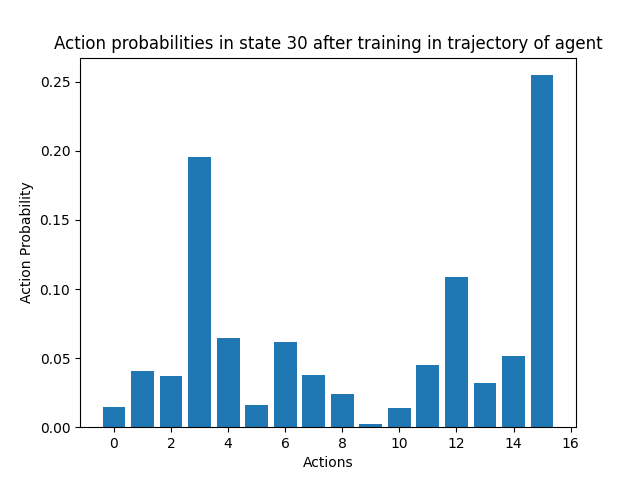 Action probabilities in state 30 after training in trajectory of agent
0.25
0.20
0.15
0.10
0.05
0.00
Action Probability
0 2 4 6 8 10 12 14 16
Actions